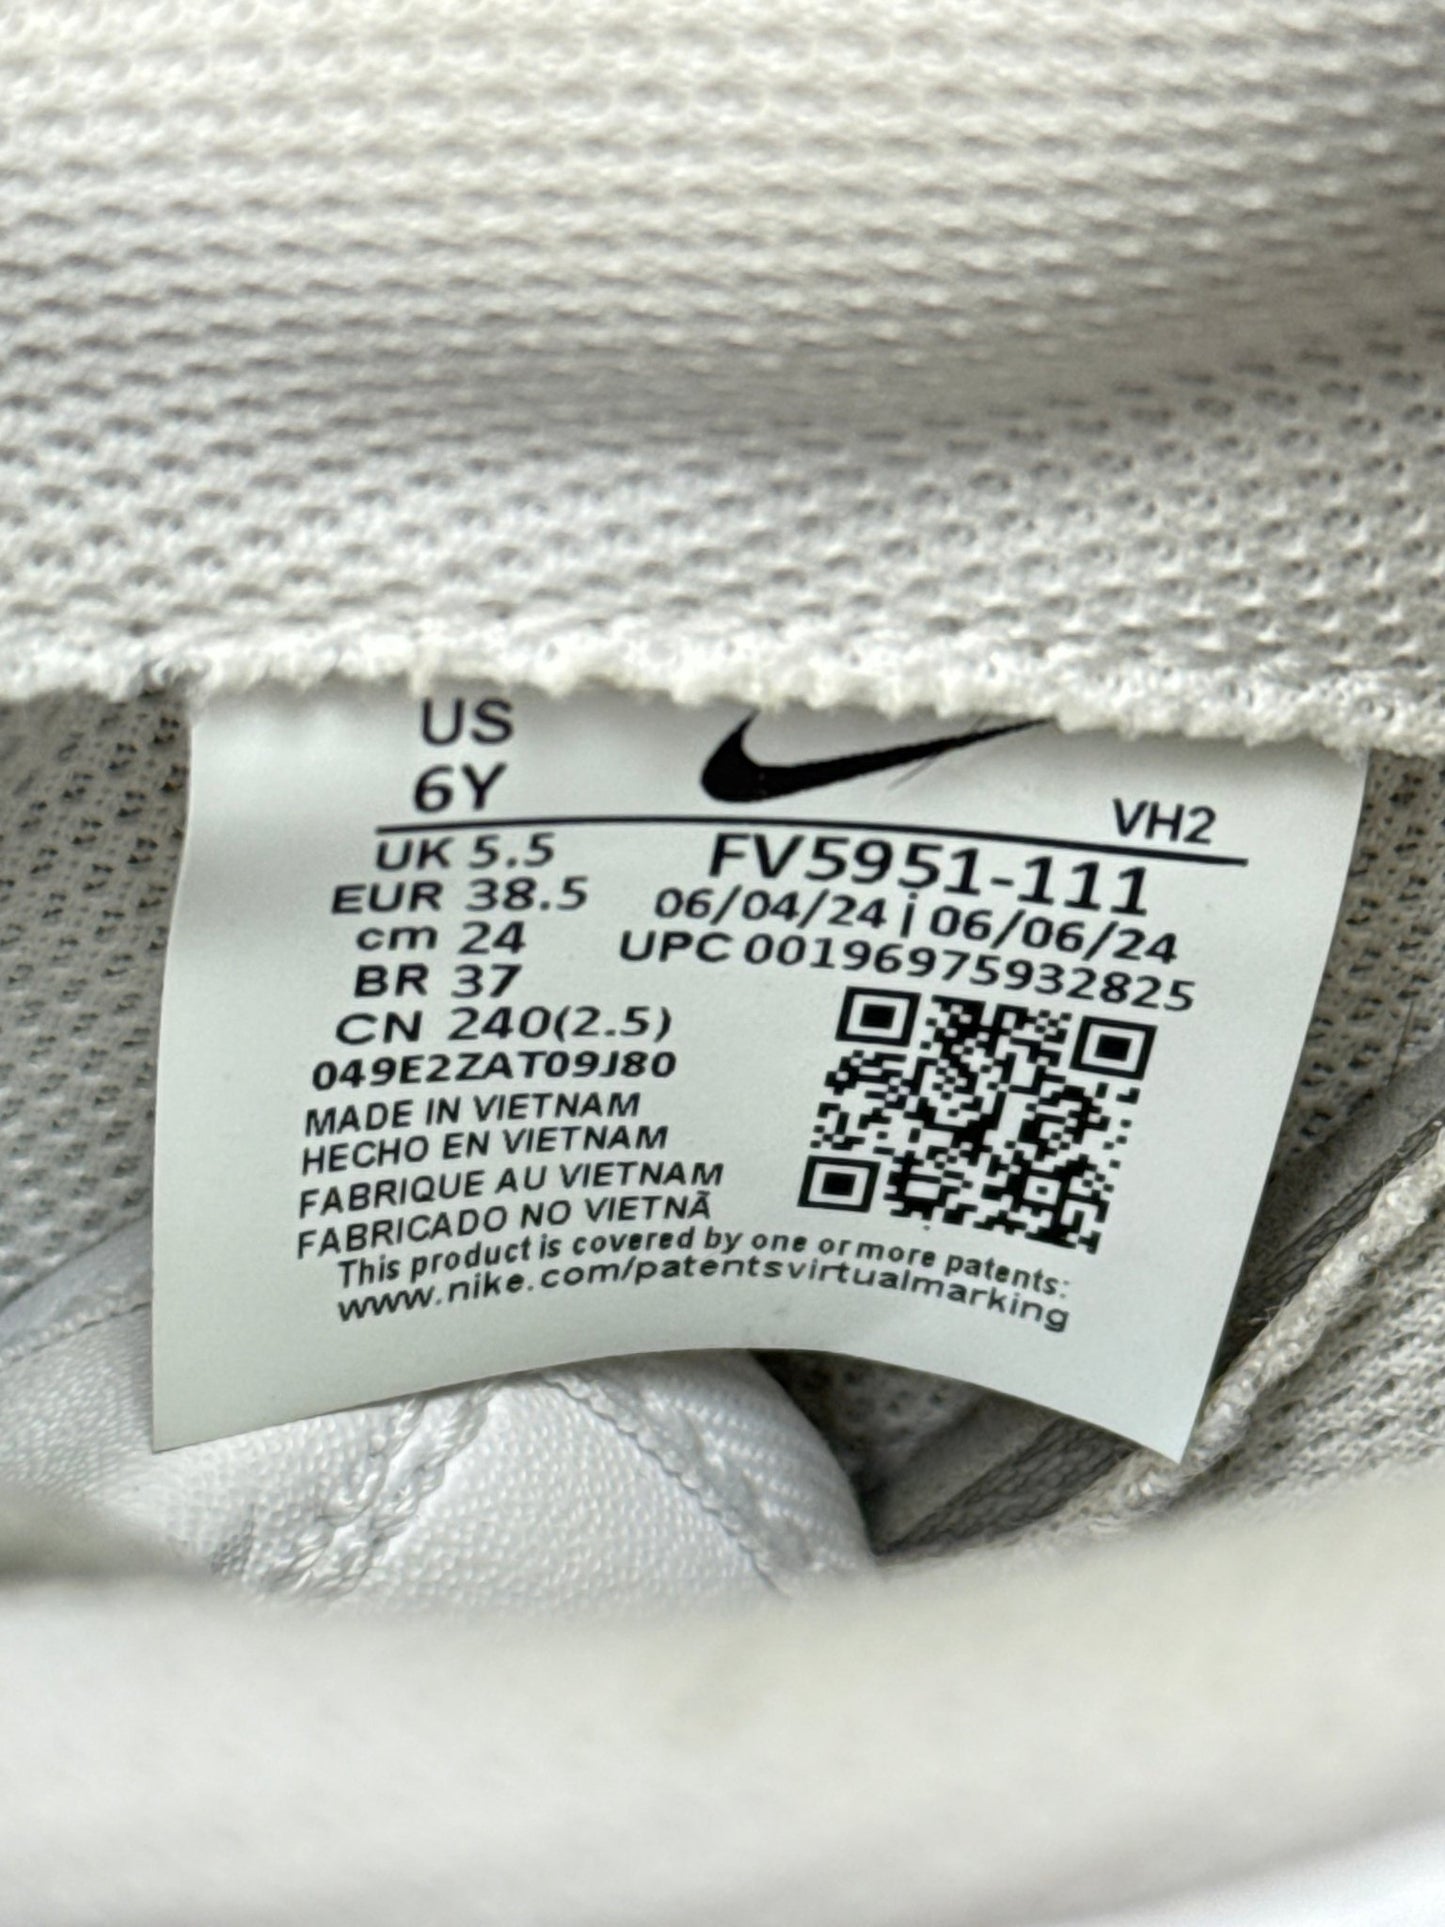 US
6Y
VH2
UK 5.5
EUR 38.5
cm 24
BR 37
CN 240(2.5)
049E2ZAT09J80
FV5951-111
06/04/24 ¦ 06/06/24
UPC 00196975932825
MADE IN VIETNAM
HECHO EN VIETNAM
FABRIQUE AU VIETNAM
FABRICADO NO VIETNÃ
This product is covered by one or more patents:
www.nike.com/patentsvirtualmarking